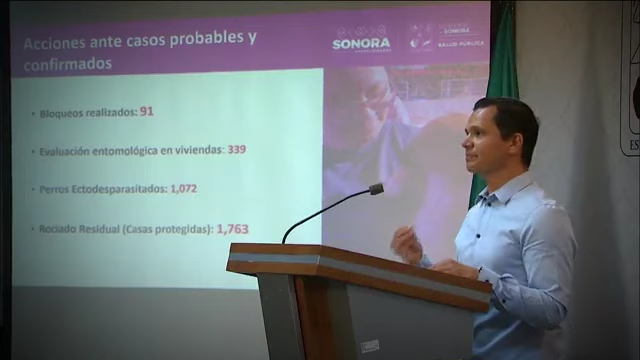 Acciones ante casos probables y
confirmados
SONORA
SONORA
SALUD PÚBLICA
• Bloqueos realizados: 91
• Evaluación entomológica en viviendas: 339
• Perros Ectodesparasitados: 1,072
• Rociado Residual (Casas protegidas): 1,763